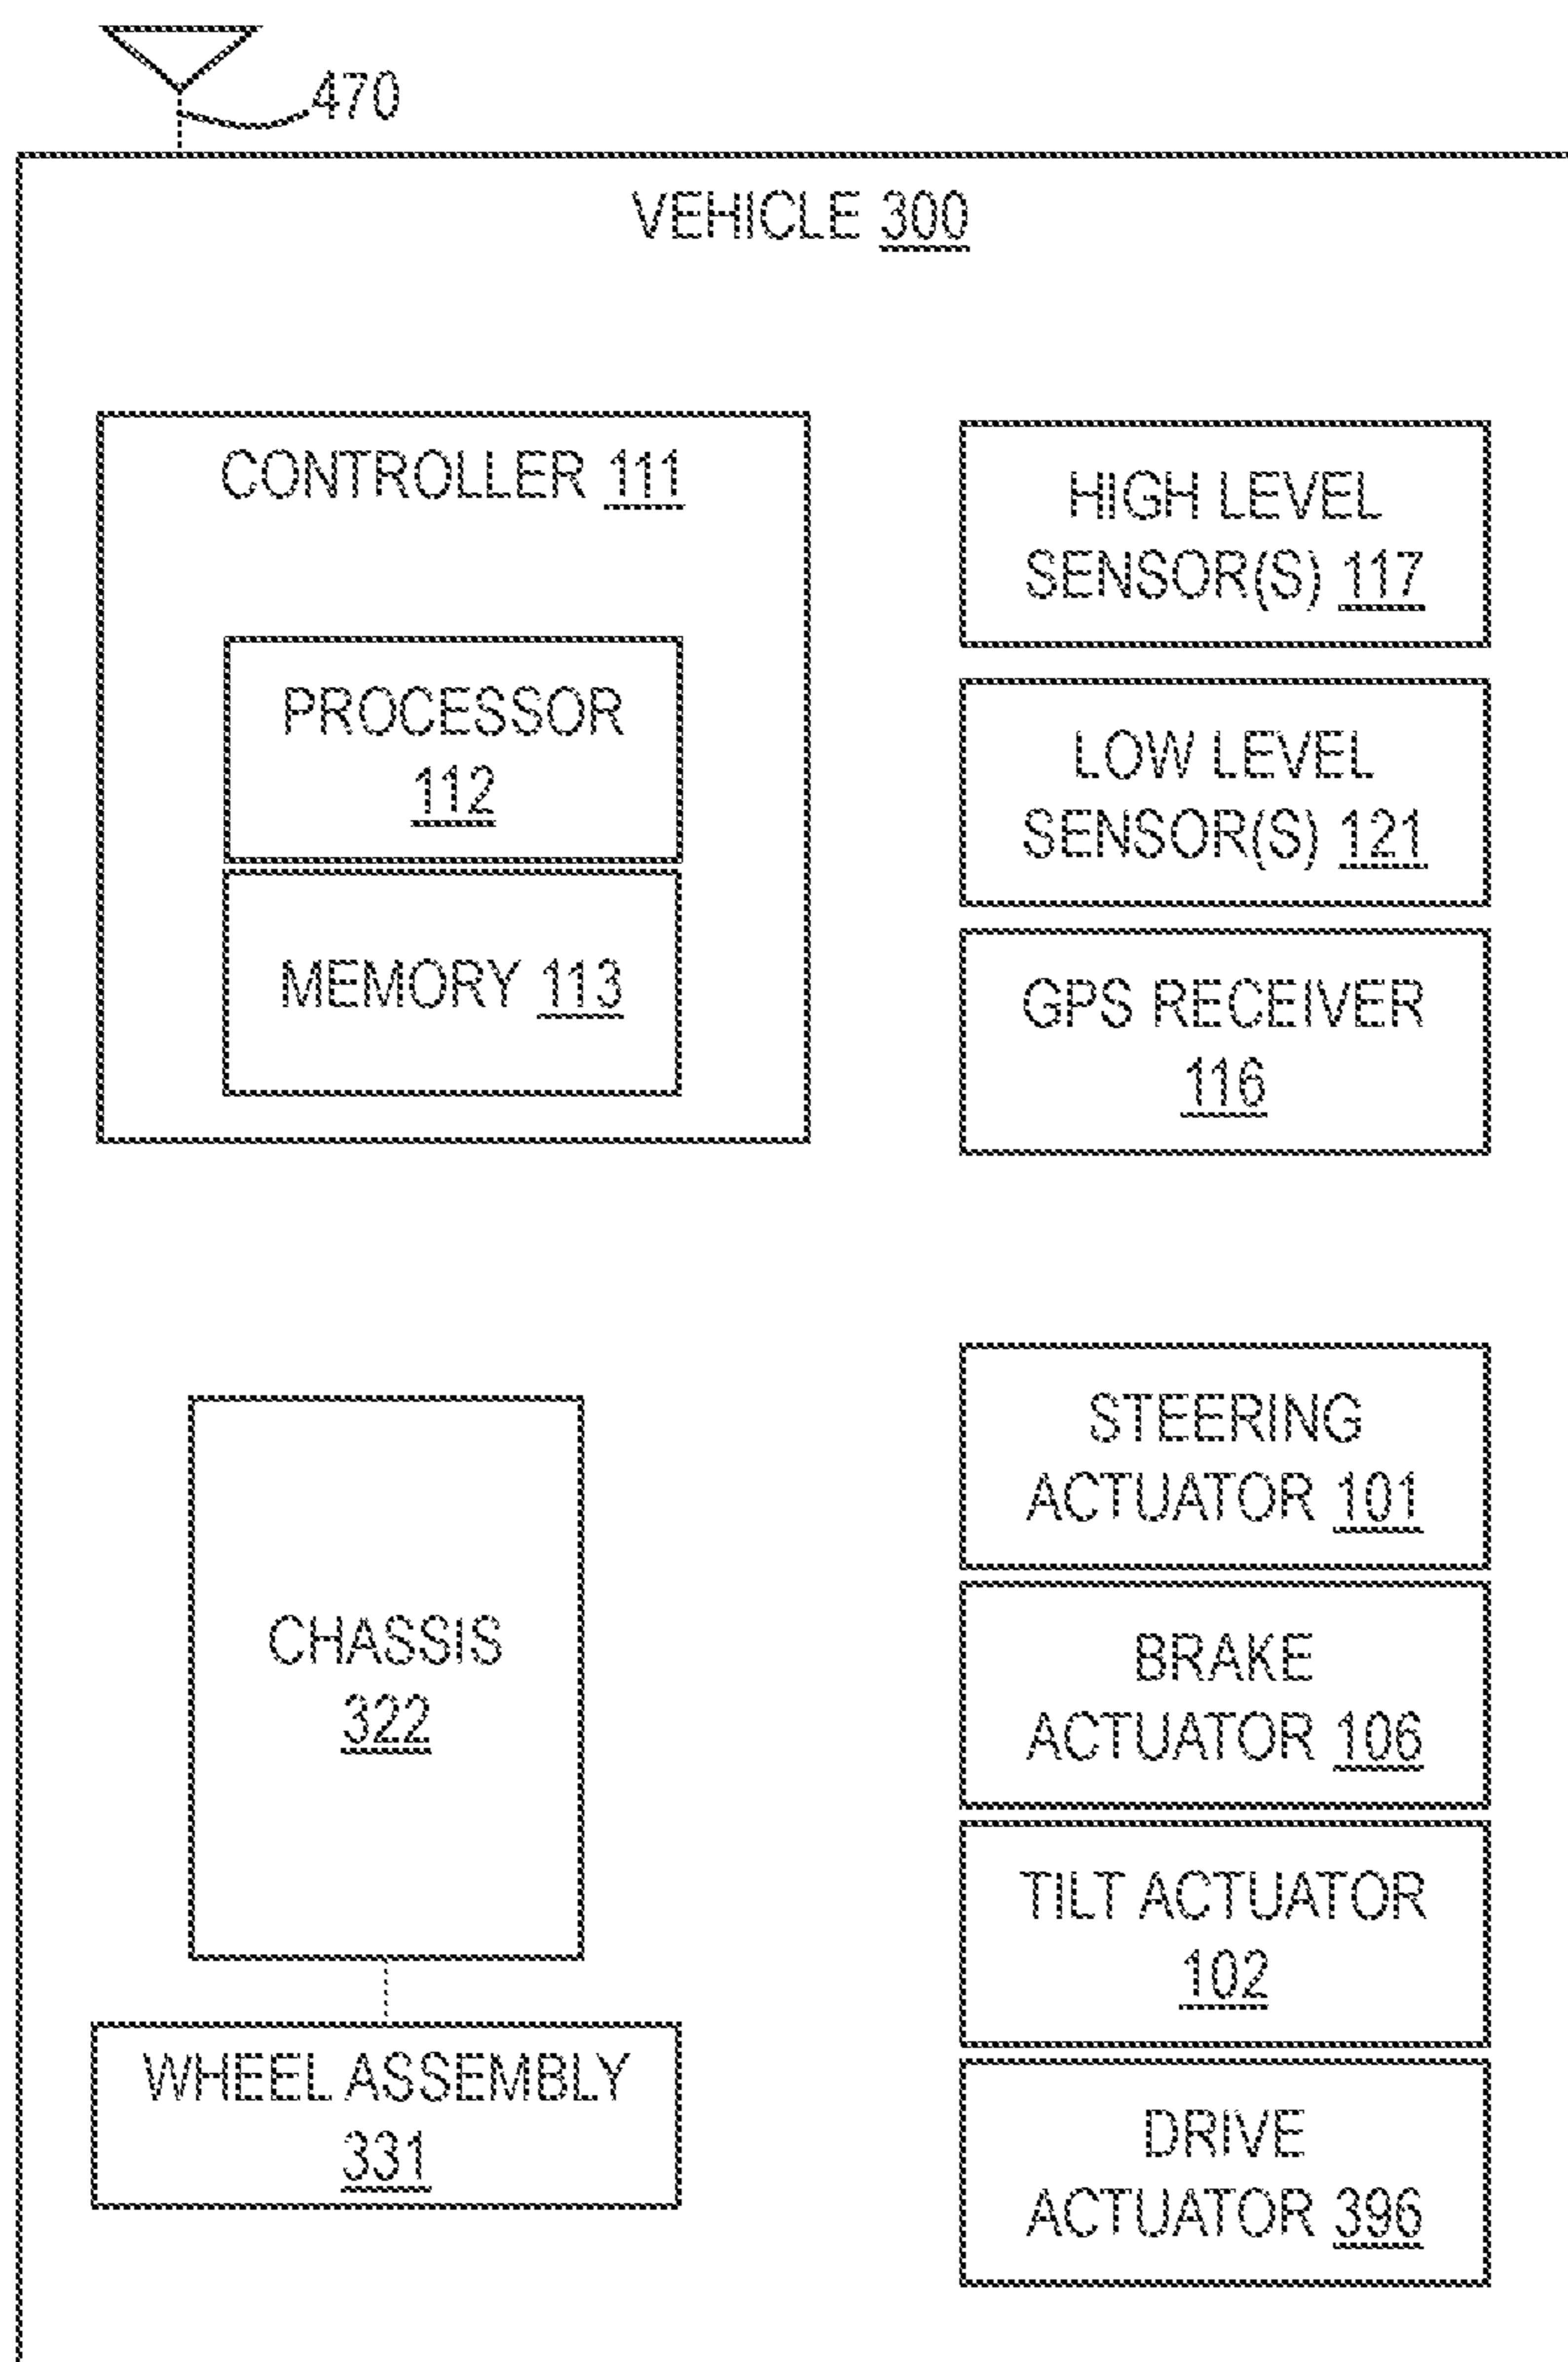 470
VEHICLE 300
CONTROLLER 111
PROCESSOR
112
MEMORY 113
HIGH LEVEL
SENSOR(S) 117
LOW LEVEL
SENSOR(S) 121
GPS RECEIVER
116
CHASSIS
322
WHEEL ASSEMBLY
331
STEERING
ACTUATOR 101
BRAKE
ACTUATOR 106
TILT ACTUATOR
102
DRIVE
ACTUATOR 396